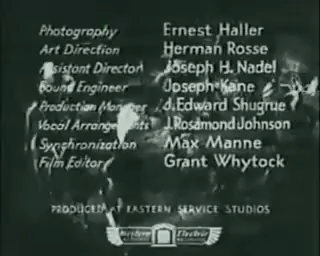 Photography Ernest Haller
Art Direction Herman Rosse
Assistant Director Joseph H. Nadel
Sound Engineer Joseph Kane
Production Manager J. Edward Shugrue
Vocal Arrangements J. Rosamond Johnson
Synchronization Max Manne
Film Editor Grant Whytock
PRODUCED AT EASTERN SERVICE STUDIOS
Western Electric